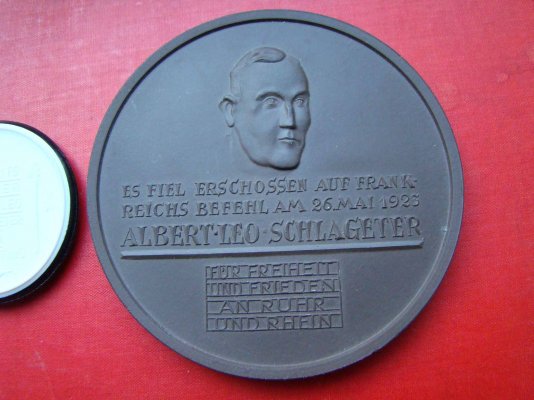 ES FIEL ERSCHOSSEN AUF FRANK-
REICHS BEFEHL AM 26. MAI 1923
ALBERT·LEO·SCHLAGETER
FÜR FREIHEIT
UND FRIEDEN
AN RUHR
UND RHEIN